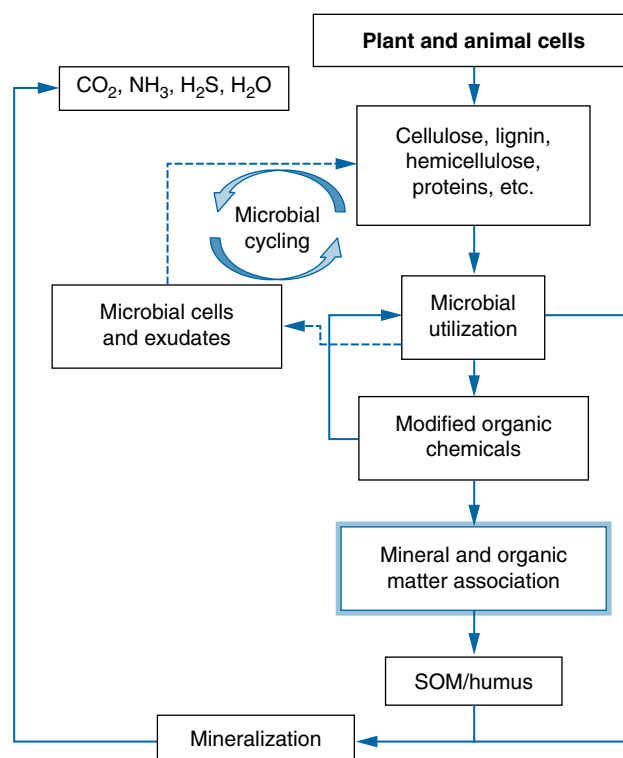 Plant and animal cells
CO₂, NH₃, H₂S, H₂O
Cellulose, lignin,
hemicellulose,
proteins, etc.
Microbial
cycling
Microbial cells
and exudates
Microbial
utilization
Modified organic
chemicals
Mineral and organic
matter association
SOM/humus
Mineralization